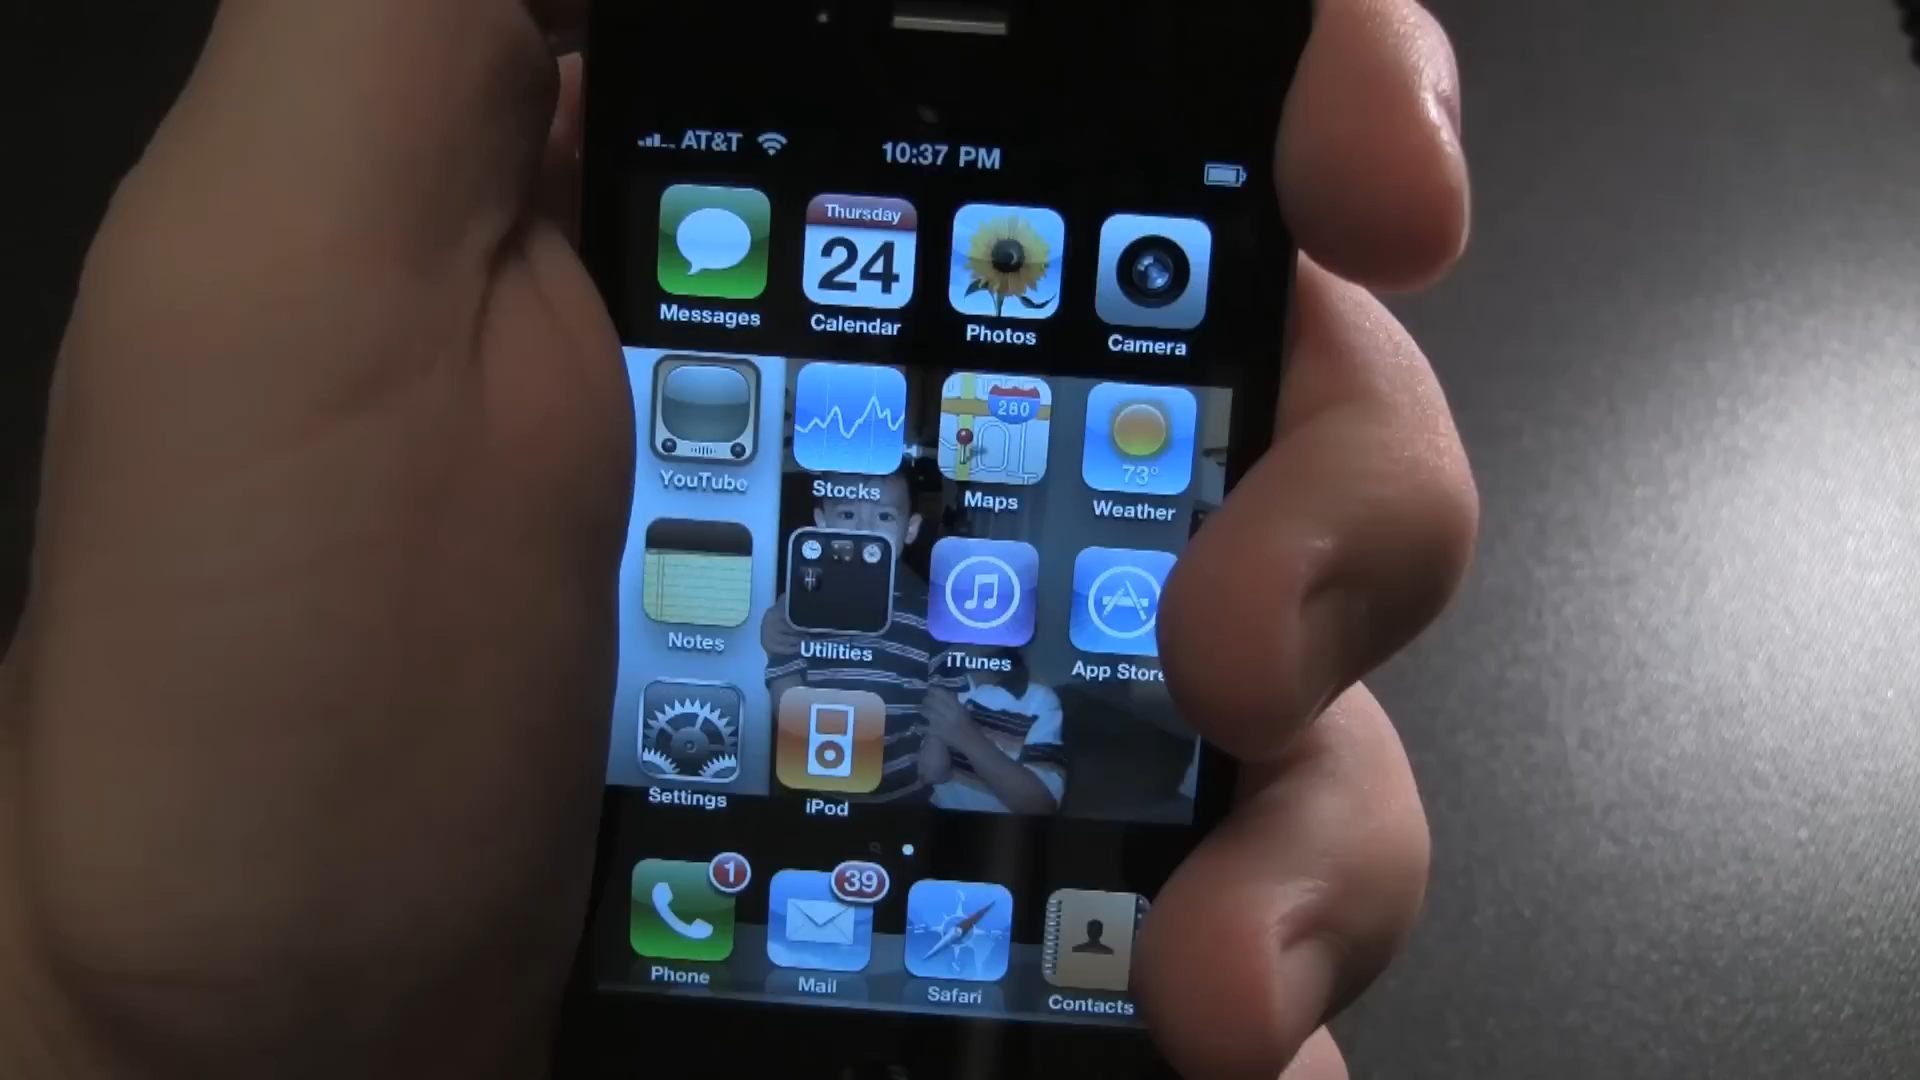 AT&T 10:37 PM
Thursday
24
Messages Calendar Photos Camera
280
73°
YouTube Stocks Maps Weather
Notes Utilities iTunes App Store
Settings iPod
1 39
Phone Mail Safari Contacts